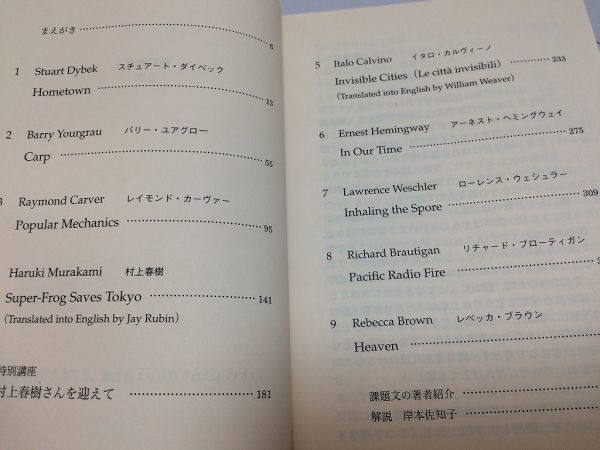 まえがき 6
1 Stuart Dybek スチュアート・ダイベック
Hometown 13
2 Barry Yourgrau バリー・ユアグロー
Carp 55
3 Raymond Carver レイモンド・カーヴァー
Popular Mechanics 95
Haruki Murakami 村上春樹
Super-Frog Saves Tokyo 141
(Translated into English by Jay Rubin)
特別講座
村上春樹さんを迎えて 181
5 Italo Calvino イタロ・カルヴィーノ
Invisible Cities (Le città invisibili) 233
(Translated into English by William Weaver)
6 Ernest Hemingway アーネスト・ヘミングウェイ
In Our Time 275
7 Lawrence Weschler ローレンス・ウェシュラー
Inhaling the Spore 309
8 Richard Brautigan リチャード・ブローティガン
Pacific Radio Fire 3
9 Rebecca Brown レベッカ・ブラウン
Heaven
課題文の著者紹介
解説 岸本佐知子